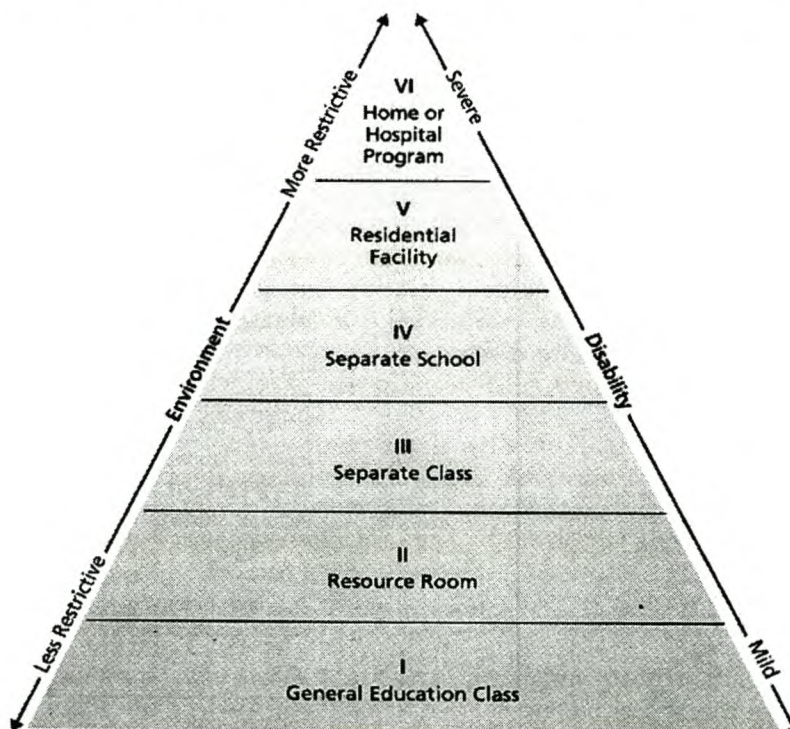 VI
Home or
Hospital
Program
V
Residential
Facility
IV
Separate School
III
Separate Class
II
Resource Room
I
General Education Class
More Restrictive
Environment
Less Restrictive
Severe
Disability
Mild